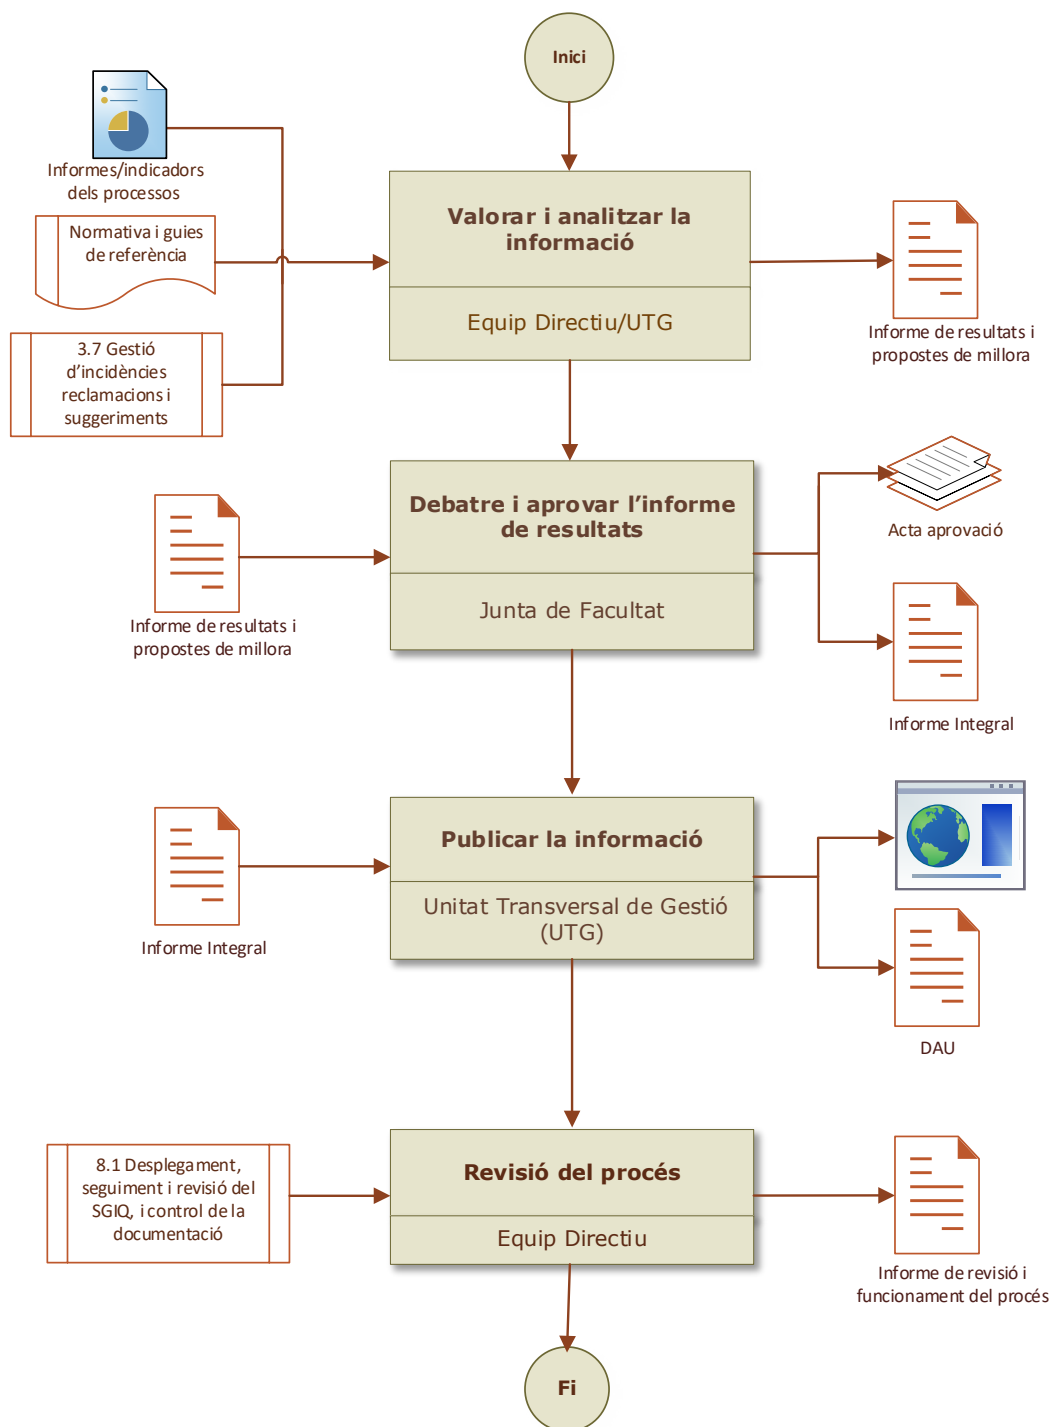 Inici
Informes/indicadors
dels processos
Normativa i guies
de referència
3.7 Gestió
d'incidències
reclamacions i
suggeriments
Valorar i analitzar la
informació
Equip Directiu/UTG
Informe de resultats i
propostes de millora
Informe de resultats i
propostes de millora
Debatre i aprovar l'informe
de resultats
Junta de Facultat
Acta aprovació
Informe Integral
Informe Integral
Publicar la informació
Unitat Transversal de Gestió
(UTG)
DAU
8.1 Desplegament,
seguiment i revisió del
SGIQ, i control de la
documentació
Revisió del procés
Equip Directiu
Informe de revisió i
funcionament del procés
Fi